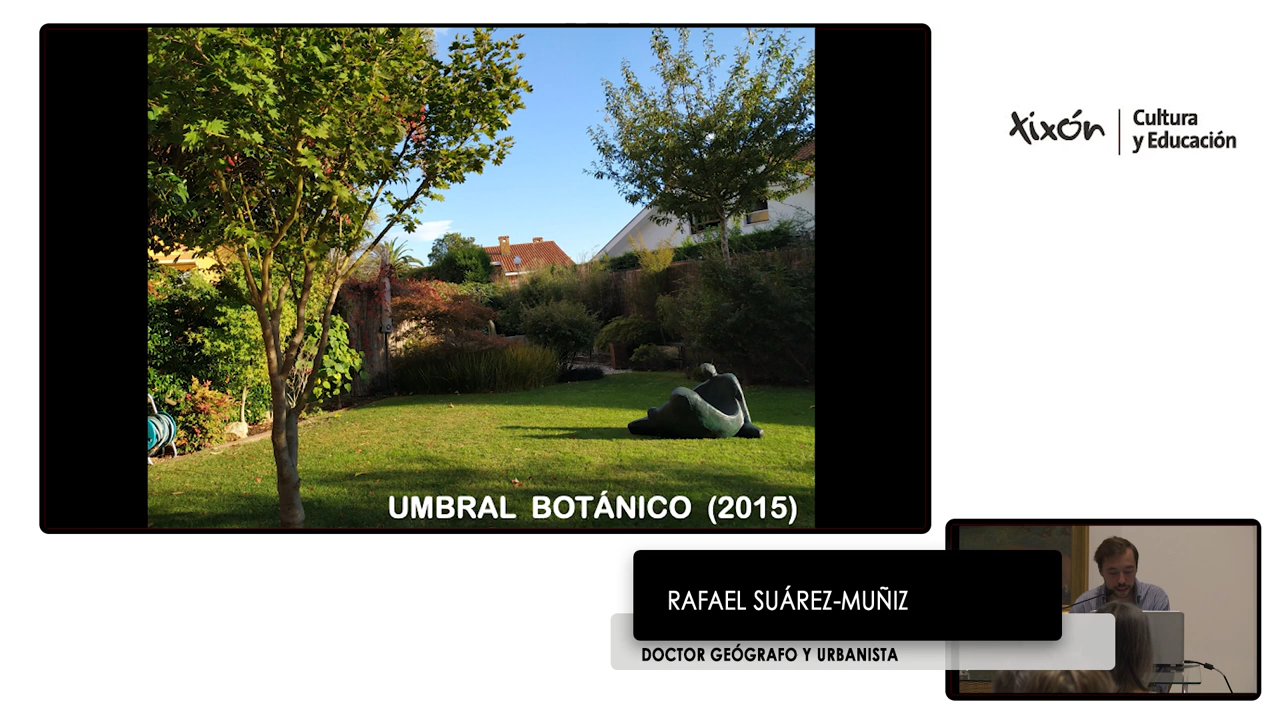 UMBRAL BOTÁNICO (2015)
xixón
Cultura
y Educación
RAFAEL SUÁREZ-MUÑIZ
DOCTOR GEÓGRAFO Y URBANISTA